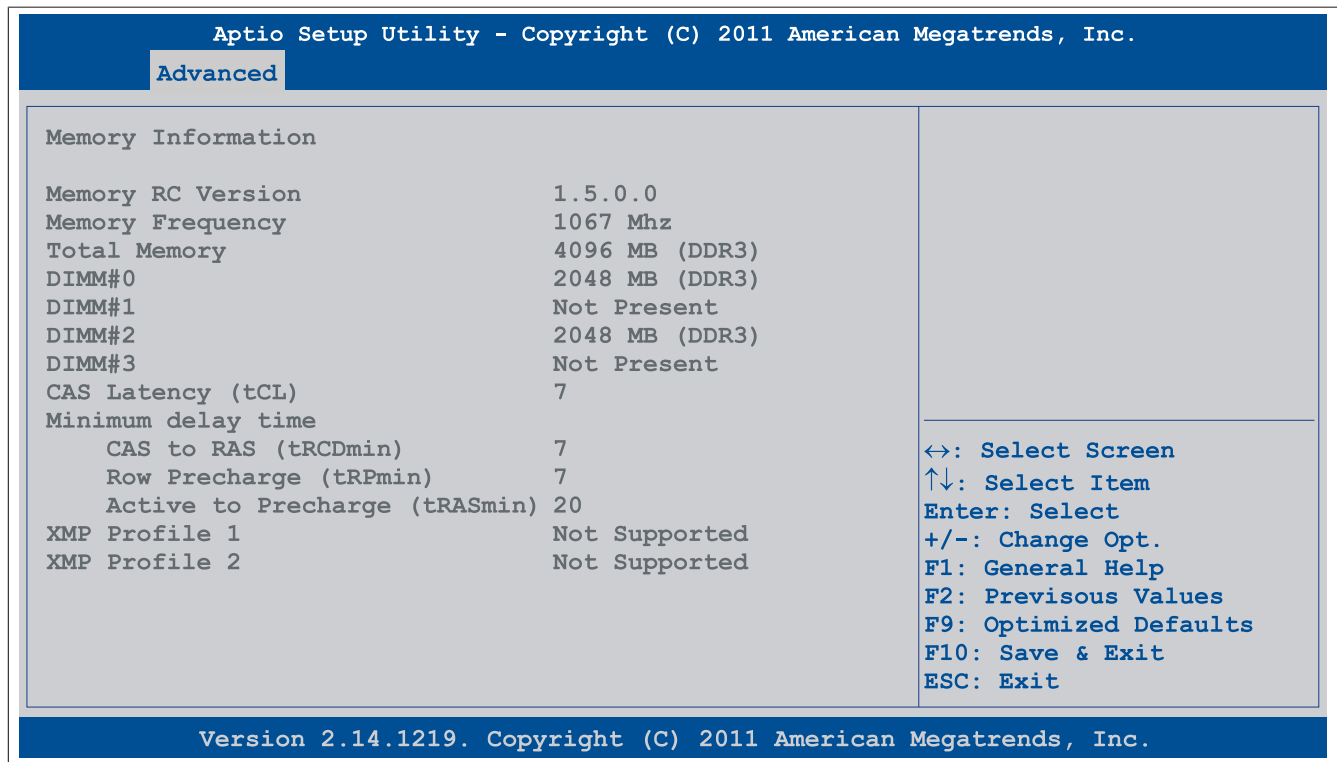 Aptio Setup Utility - Copyright (C) 2011 American Megatrends, Inc.
Advanced
Memory Information
Memory RC Version 1.5.0.0
Memory Frequency 1067 Mhz
Total Memory 4096 MB (DDR3)
DIMM#0 2048 MB (DDR3)
DIMM#1 Not Present
DIMM#2 2048 MB (DDR3)
DIMM#3 Not Present
CAS Latency (tCL) 7
Minimum delay time
CAS to RAS (tRCDmin) 7
Row Precharge (tRPmin) 7
Active to Precharge (tRASmin) 20
XMP Profile 1 Not Supported
XMP Profile 2 Not Supported
↔: Select Screen
↑↓: Select Item
Enter: Select
+/-: Change Opt.
F1: General Help
F2: Previsous Values
F9: Optimized Defaults
F10: Save & Exit
ESC: Exit
Version 2.14.1219. Copyright (C) 2011 American Megatrends, Inc.